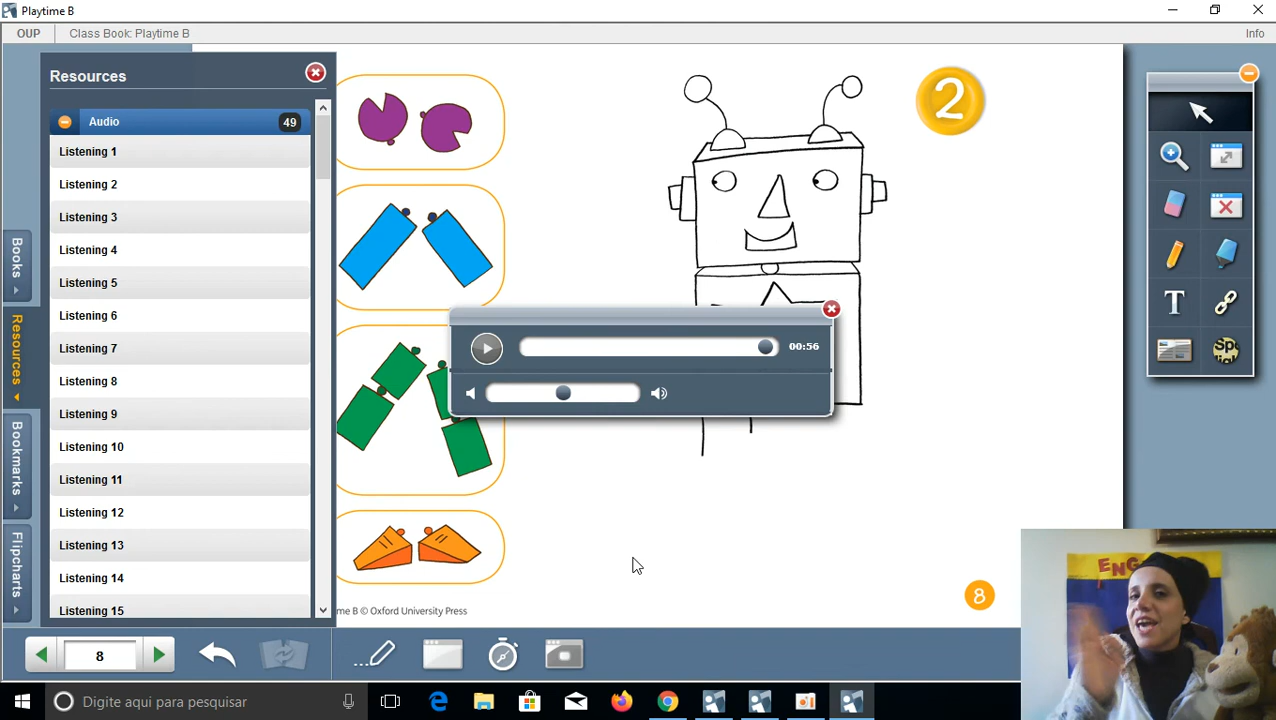 Playtime B
OUP
Class Book: Playtime B
Info
Resources
Audio 49
Listening 1
Listening 2
Listening 3
Listening 4
Listening 5
Listening 6
Listening 7
Listening 8
Listening 9
Listening 10
Listening 11
Listening 12
Listening 13
Listening 14
Listening 15
Books
Resources
Bookmarks
Flipcharts
2
00:56
T
8
me B © Oxford University Press
ENG
8
Digite aqui para pesquisar